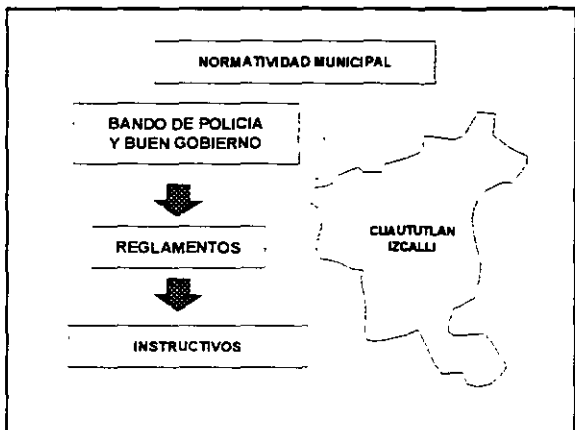 NORMATIVIDAD MUNICIPAL
BANDO DE POLICIA
Y BUEN GOBIERNO
REGLAMENTOS
INSTRUCTIVOS
CUAUTUTLAN
IZCALLI